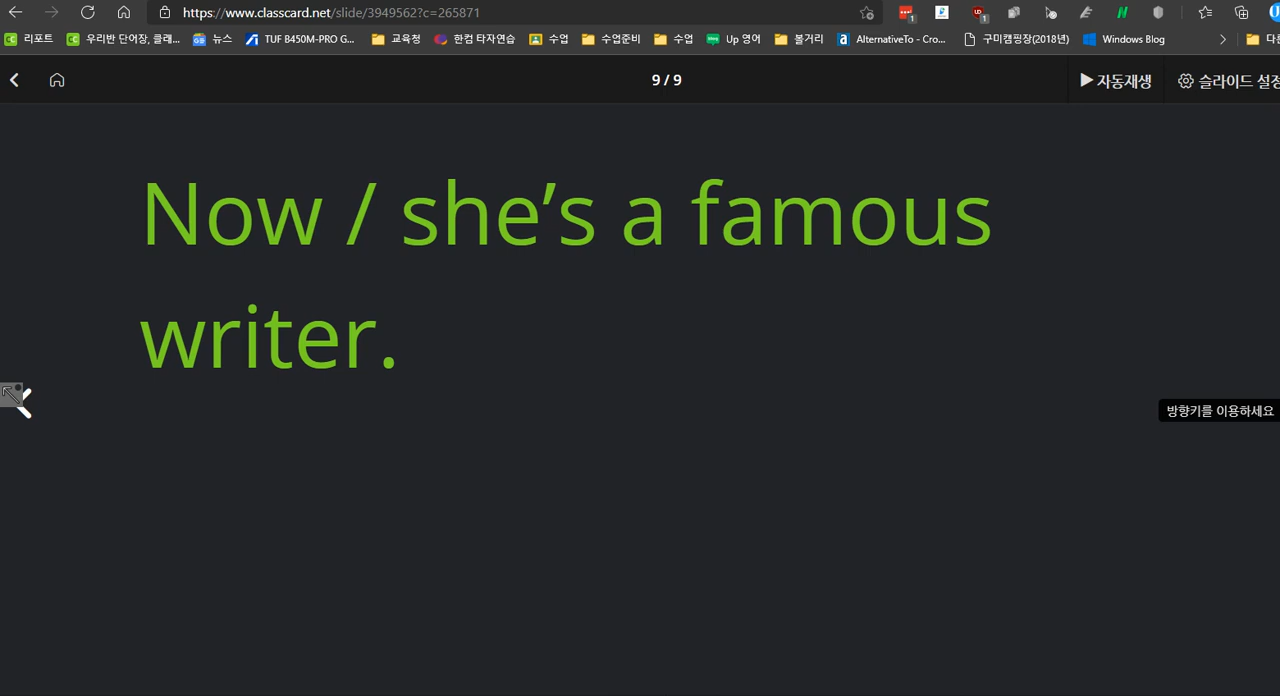 https://www.classcard.net/slide/3949562?c=265871
리포트 우리반 단어장, 클래... 뉴스 TUF B450M-PRO G... 교육청 한컴 타자연습 수업 수업준비 수업 Up 영어 볼거리 AlternativeTo - Cro... 구미캠핑장(2018년) Windows Blog 다른
9 / 9 자동재생 슬라이드 설정
Now / she’s a famous
writer.
방향키를 이용하세요